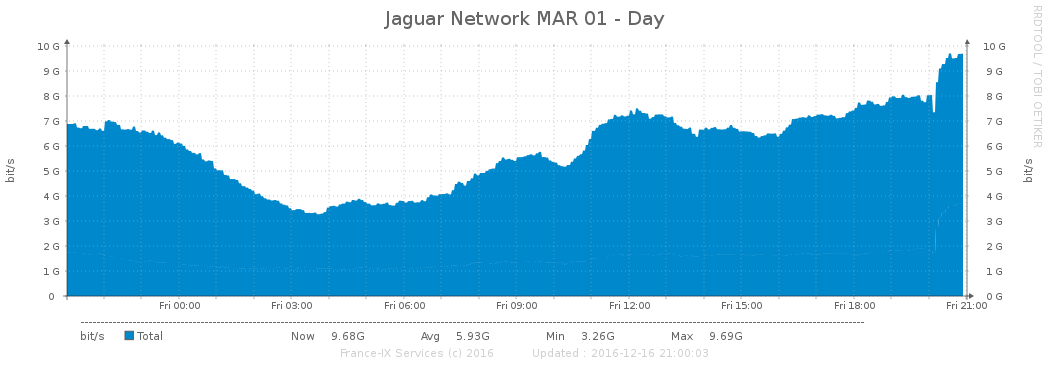 Jaguar Network MAR 01 - Day
RRDTOOL / TOBI OETIKER
bit/s
10 G
9 G
8 G
7 G
6 G
5 G
4 G
3 G
2 G
1 G
0
10 G
9 G
8 G
7 G
6 G
5 G
4 G
3 G
2 G
1 G
0 G
bit/s
Fri 00:00 Fri 03:00 Fri 06:00 Fri 09:00 Fri 12:00 Fri 15:00 Fri 18:00 Fri 21:00
bit/s Total Now 9.68G Avg 5.93G Min 3.26G Max 9.69G
France-IX Services (c) 2016 Updated : 2016-12-16 21:00:03